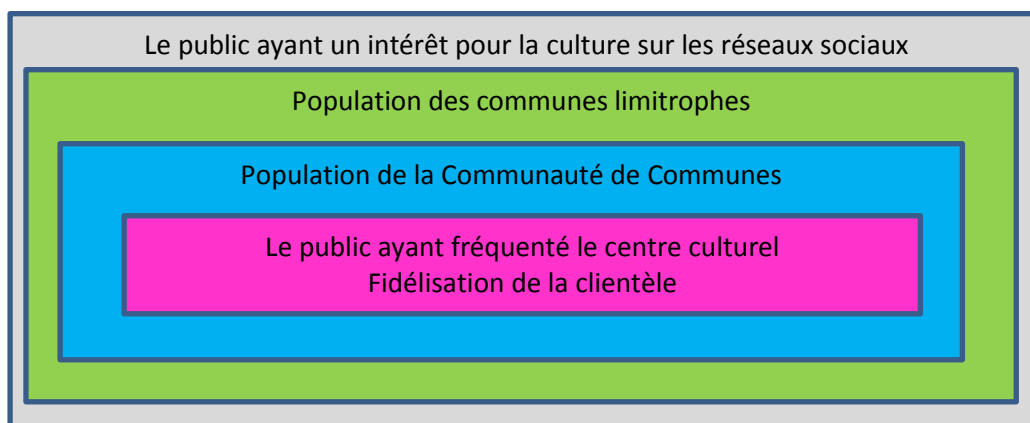 Le public ayant un intérêt pour la culture sur les réseaux sociaux
Population des communes limitrophes
Population de la Communauté de Communes
Le public ayant fréquenté le centre culturel
Fidélisation de la clientèle